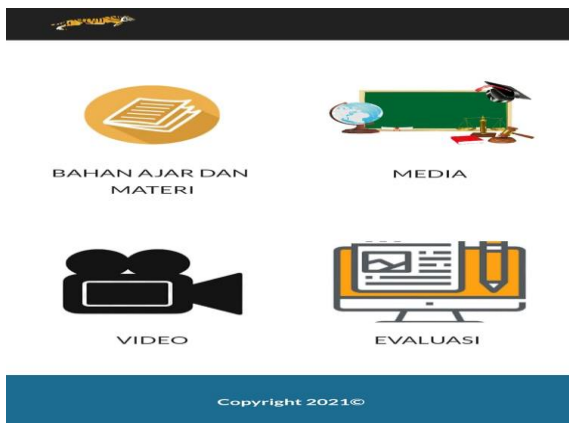 BAHAN AJAR DAN
MATERI
MEDIA
VIDEO
EVALUASI
Copyright 2021©